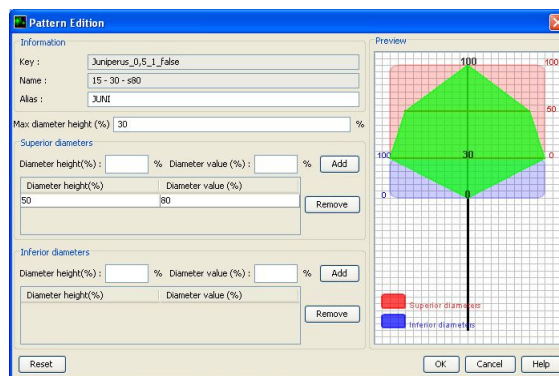 Pattern Edition
Information
Key : Juniperus_0,5_1_false
Name : 15 - 30 - s80
Alias : JUNI
Max diameter height (%) 30 %
Superior diameters
Diameter height(%) : % Diameter value (%) : % Add
Diameter height(%) Diameter value (%)
50 80
Remove
Inferior diameters
Diameter height(%) : % Diameter value (%) : % Add
Diameter height(%) Diameter value (%)
Remove
Preview
100 100
50
100 30 0
0 0 100
Superior diameters
Inferior diameters
Reset OK Cancel Help